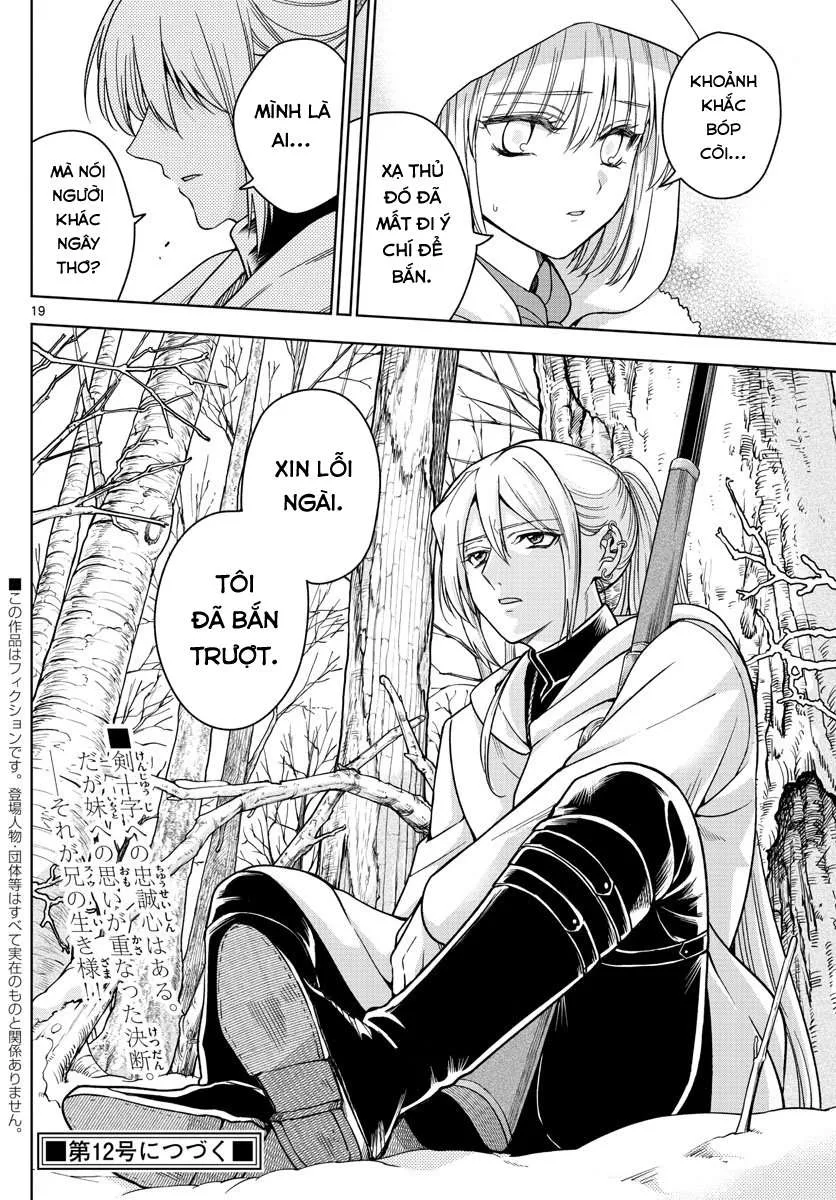 KHOẢNH
KHẮC
BÓP
CÒI...
XẠ THỦ
ĐÓ ĐÃ
MẤT ĐI Ý
CHÍ ĐỂ
BẮN.
MÌNH LÀ
AI...
MÀ NÓI
NGƯỜI
KHÁC
NGÂY
THƠ?
19
XIN LỖI
NGÀI.
TÔI
ĐÃ BẮN
TRƯỢT.
■剣十字への忠誠心はある。
だが妹への思いが重なった決断。
――それが兄の生き様!!
■第12号につづく■
■この作品はフィクションです。登場人物・団体等はすべて実在のものと関係ありません。